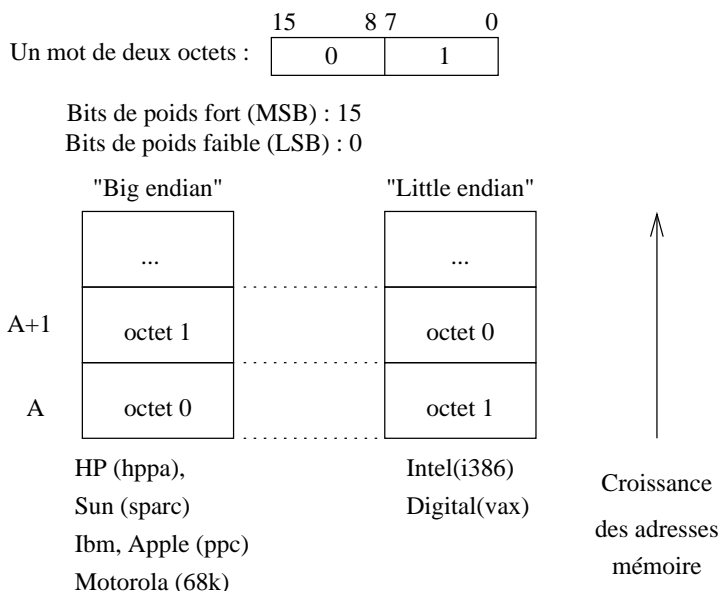 15 8 7 0
Un mot de deux octets : 0 1
Bits de poids fort (MSB) : 15
Bits de poids faible (LSB) : 0
"Big endian" "Little endian"
... ...
A+1 octet 1 octet 0
A octet 0 octet 1
HP (hppa), Intel(i386)
Sun (sparc) Digital(vax)
Ibm, Apple (ppc)
Motorola (68k)
Croissance
des adresses
mémoire